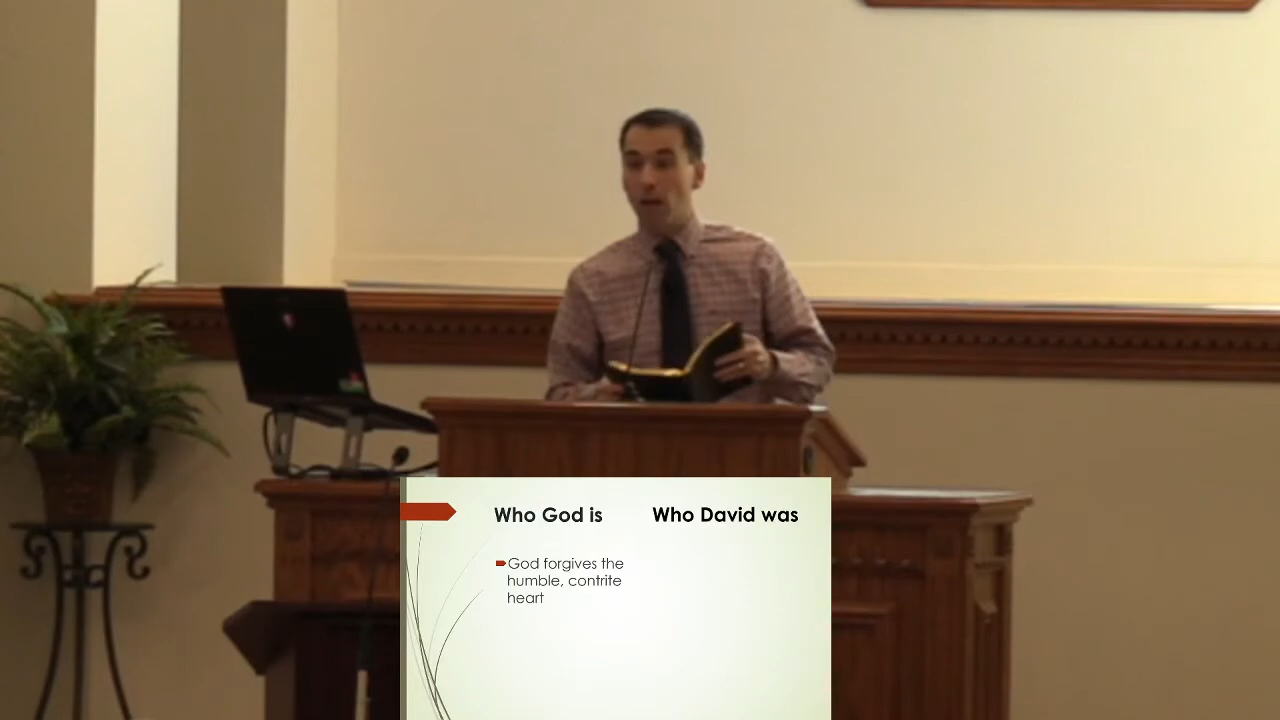 Who God is
Who David was
God forgives the
humble, contrite
heart